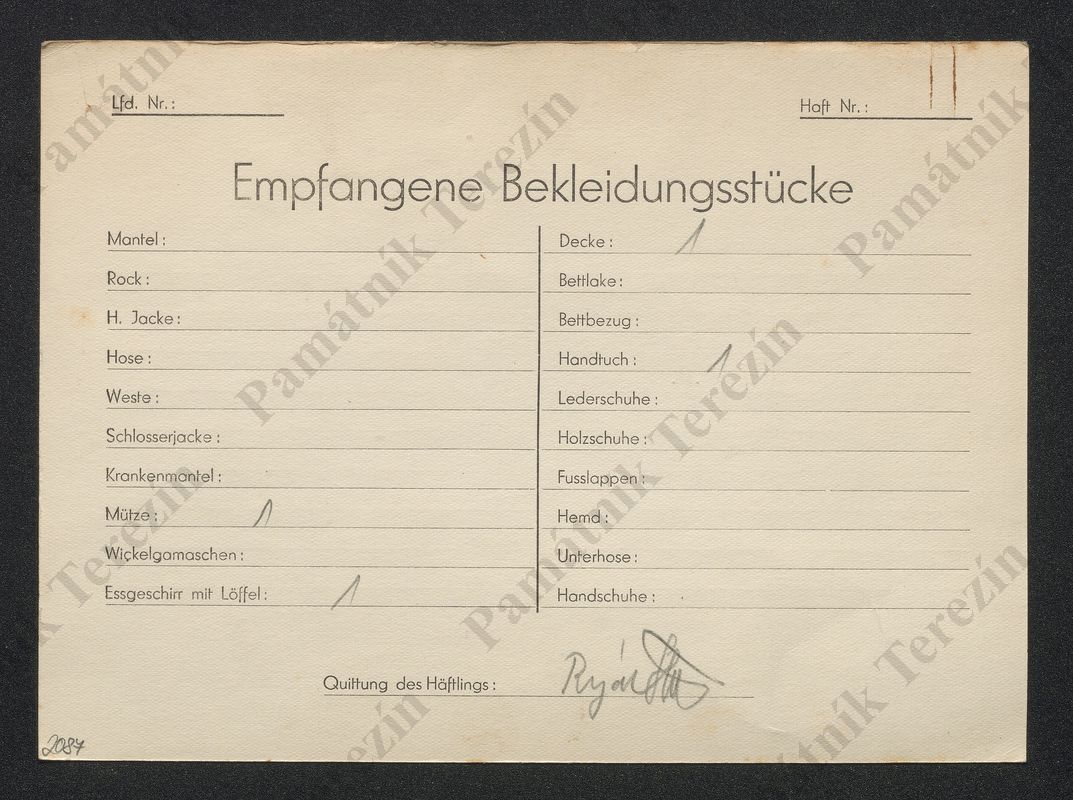 Lfd. Nr.:
Haft Nr.:
Empfangene Bekleidungsstücke
Mantel:
Rock:
H. Jacke:
Hose:
Weste:
Schlosserjacke:
Krankenmantel:
Mütze: 1
Wickelgamaschen:
Essgeschirr mit Löffel: 1
Decke: 1
Bettlake:
Bettbezug:
Handtuch: 1
Lederschuhe:
Holzschuhe:
Fusslappen:
Hemd:
Unterhose:
Handschuhe:
Quittung des Häftlings:
2087
Památník Terezín